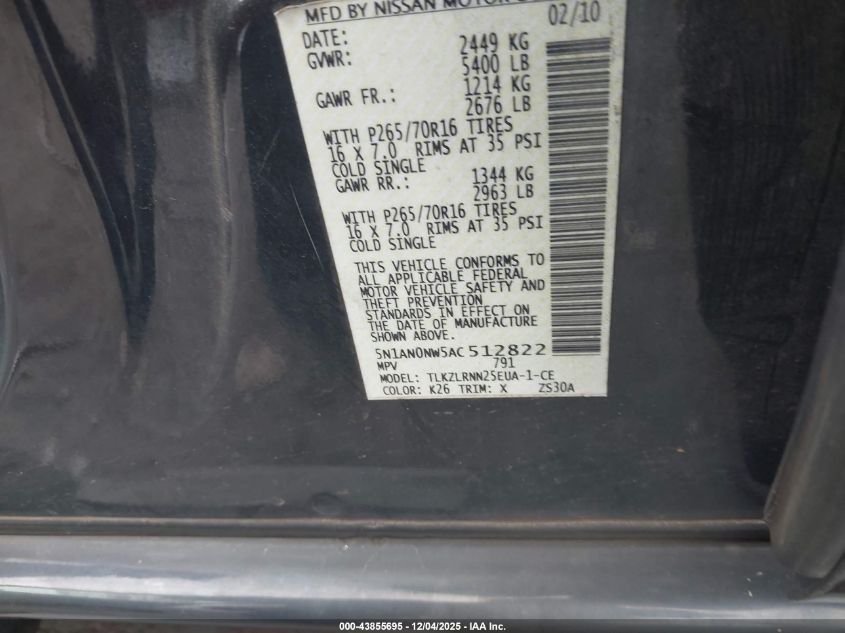 MFD BY NISSAN MOTOR
DATE: 02/10
GVWR: 2449 KG
5400 LB
GAWR FR.: 1214 KG
2676 LB
WITH P265/70R16 TIRES
16 X 7.0 RIMS AT 35 PSI
COLD SINGLE
GAWR RR.: 1344 KG
2963 LB
WITH P265/70R16 TIRES
16 X 7.0 RIMS AT 35 PSI
COLD SINGLE
THIS VEHICLE CONFORMS TO
ALL APPLICABLE FEDERAL
MOTOR VEHICLE SAFETY AND
THEFT PREVENTION
STANDARDS IN EFFECT ON
THE DATE OF MANUFACTURE
SHOWN ABOVE.
5N1AN0NW5AC512822
MPV 791
MODEL: TLKZLRNN25EUA-1-CE
COLOR: K26 TRIM: X ZS30A
000-43855695 - 12/04/2025 - IAA Inc.